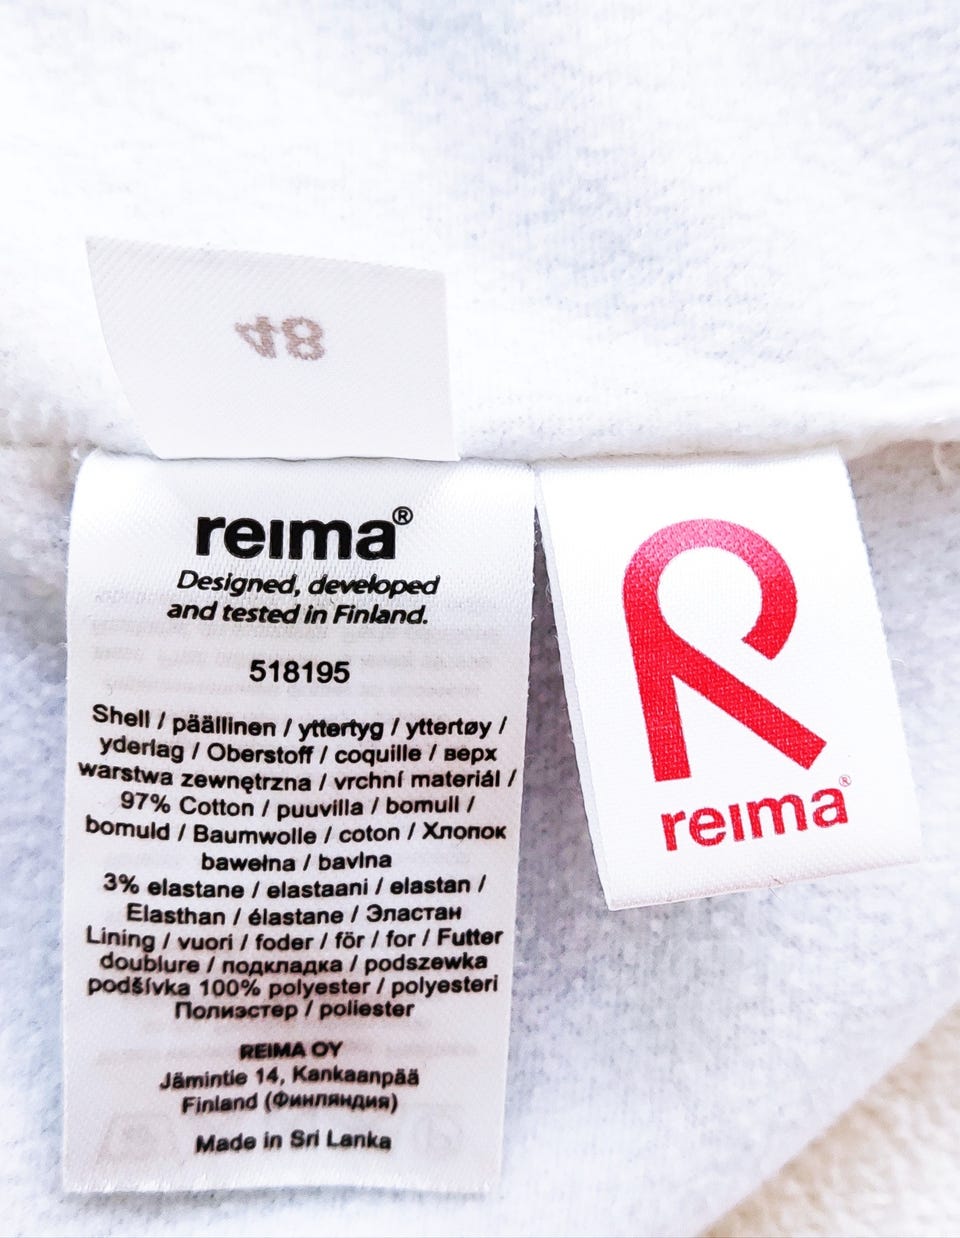 48
reima®
Designed, developed
and tested in Finland.
518195
Shell / päällinen / yttertyg / yttertøy /
yderlag / Oberstoff / coquille / верх
warstwa zewnętrzna / vrchní materiál /
97% Cotton / puuvilla / bomull /
bomuld / Baumwolle / coton / Хлопок
bawełna / bavlna
3% elastane / elastaani / elastan /
Elasthan / élastane / Эластан
Lining / vuori / foder / för / for / Futter
doublure / подкладка / podszewka
podšívka 100% polyester / polyesteri
Полиэстер / poliester
REIMA OY
Jämintie 14, Kankaanpää
Finland (Финляндия)
Made in Sri Lanka
R
reima®